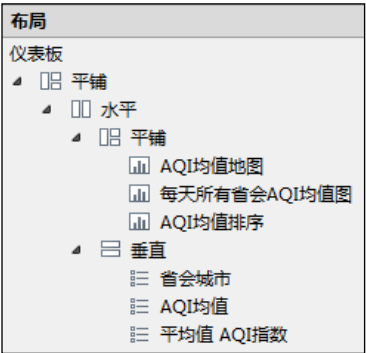 布局
仪表板
平铺
水平
平铺
AQI均值地图
每天所有省会AQI均值图
AQI均值排序
垂直
省会城市
AQI均值
平均值 AQI指数